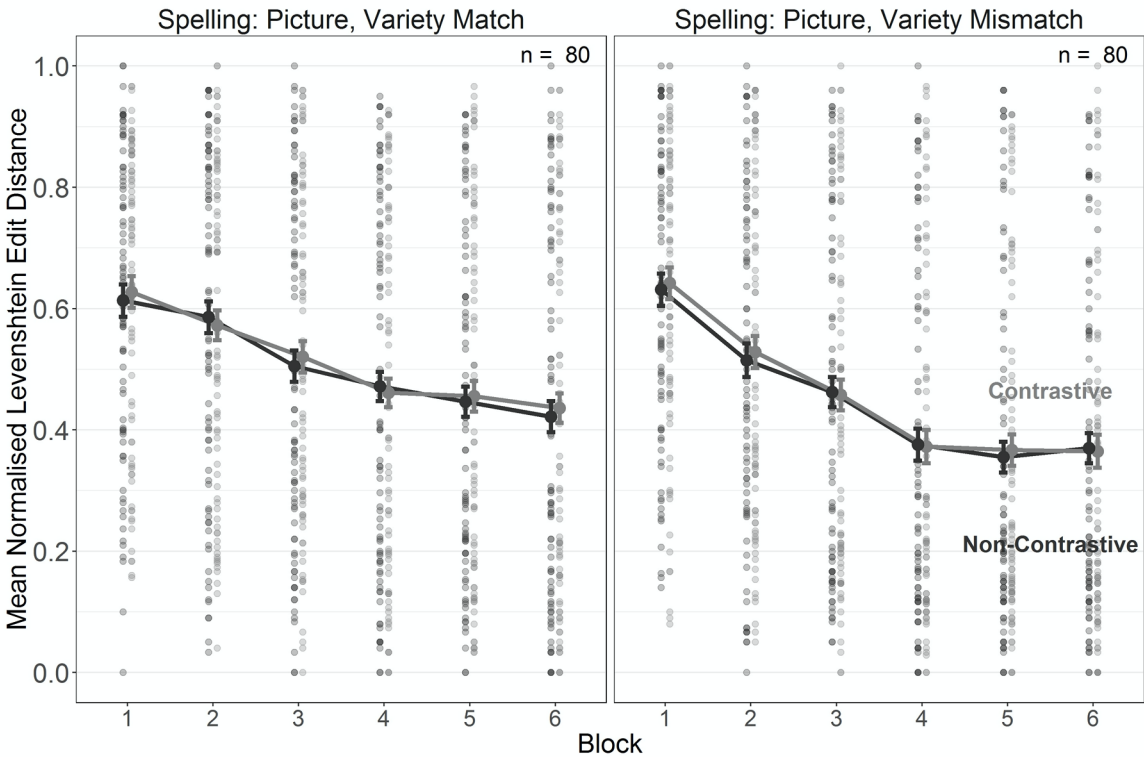 Spelling: Picture, Variety Match
Spelling: Picture, Variety Mismatch
n = 80
n = 80
Mean Normalised Levenshtein Edit Distance
1.0
0.8
0.6
0.4
0.2
0.0
Contrastive
Non-Contrastive
1 2 3 4 5 6
1 2 3 4 5 6
Block